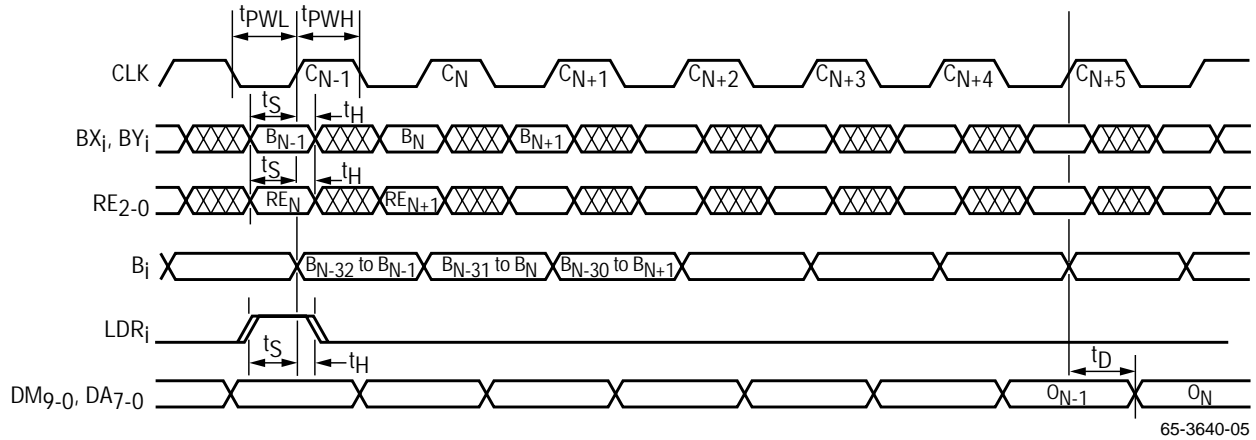 tPWL tPWH
CLK CN-1 CN CN+1 CN+2 CN+3 CN+4 CN+5
tS tH
BXi, BYi BN-1 BN BN+1
tS tH
RE2-0 REN REN+1
Bi BN-32 to BN-1 BN-31 to BN BN-30 to BN+1
LDRi
tS tH
tD
DM9-0, DA7-0 ON-1 ON
65-3640-05